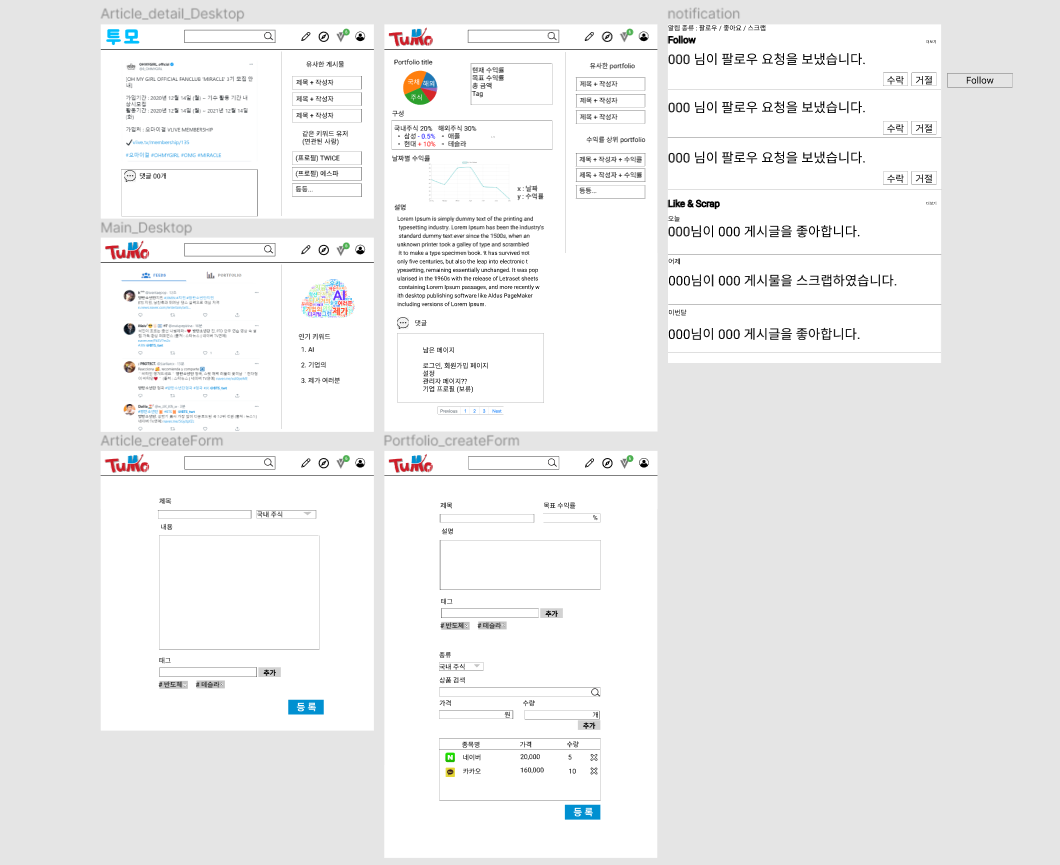 Article_detail_Desktop
투모
[OH MY GIRL OFFICIAL FANCLUB 'MIRACLE' 1기 모집 안내]
가입기간 : 2020년 12월 14일 (월) ~
활동기간 : 2020년 12월 14일 (월) ~ 2021년 12월 14일 (화)
가입처 : 오마이걸 VLIVE MEMBERSHIP
#오마이걸 #OHMYGIRL #OMG #MIRACLE
댓글 00개
유사한 게시물
제목 + 작성자
제목 + 작성자
제목 + 작성자
같은 키워드 유저
(연관된 사람)
(프로필) TWICE
(프로필) 에스파
등등...
Main_Desktop
TuMo
FEEDS
PORTFOLIO
AI
제가
인기 키워드
1. AI
2. 기업의
3. 제가 여러분
Article_createForm
TuMo
제목
국내 주식
내용
태그
추가
# 반도체
# 테슬라
등 록
TuMo
Portfolio title
국채
해외
주식
현재 수익률
목표 수익률
총 금액
Tag
구성
국내주식 20% 해외주식 30%
• 삼성 - 0.5% • 애플 ...
• 현대 + 10% • 테슬라
날짜별 수익률
x : 날짜
y : 수익률
설명
Lorem Ipsum is simply dummy text of the printing and
typesetting industry. Lorem Ipsum has been the industry's
standard dummy text ever since the 1500s, when an
unknown printer took a galley of type and scrambled
it to make a type specimen book. It has survived not
only five centuries, but also the leap into electronic t
ypesetting, remaining essentially unchanged. It was pop
ularised in the 1960s with the release of Letraset sheets
containing Lorem Ipsum passages, and more recently w
ith desktop publishing software like Aldus PageMaker
including versions of Lorem Ipsum.
댓글
남은 페이지
로그인, 회원가입 페이지
설정
관리자 페이지??
기업 프로필 (보류)
Previous 1 2 3 Next
유사한 portfolio
제목 + 작성자
제목 + 작성자
제목 + 작성자
수익률 상위 portfolio
제목 + 작성자 + 수익률
제목 + 작성자 + 수익률
등등...
Portfolio_createForm
TuMo
제목
목표 수익률
%
설명
태그
추가
# 반도체
# 테슬라
종류
국내 주식
상품 검색
가격
수량
원
개
추가
종목명 가격 수량
네이버 20,000 5
카카오 160,000 10
등 록
notification
알림 종류 : 팔로우 / 좋아요 / 스크랩
Follow
더보기
000 님이 팔로우 요청을 보냈습니다.
수락 거절
Follow
000 님이 팔로우 요청을 보냈습니다.
수락 거절
000 님이 팔로우 요청을 보냈습니다.
수락 거절
Like & Scrap
더보기
오늘
000님이 000 게시글을 좋아합니다.
어제
000님이 000 게시물을 스크랩하였습니다.
이번달
000님이 000 게시글을 좋아합니다.